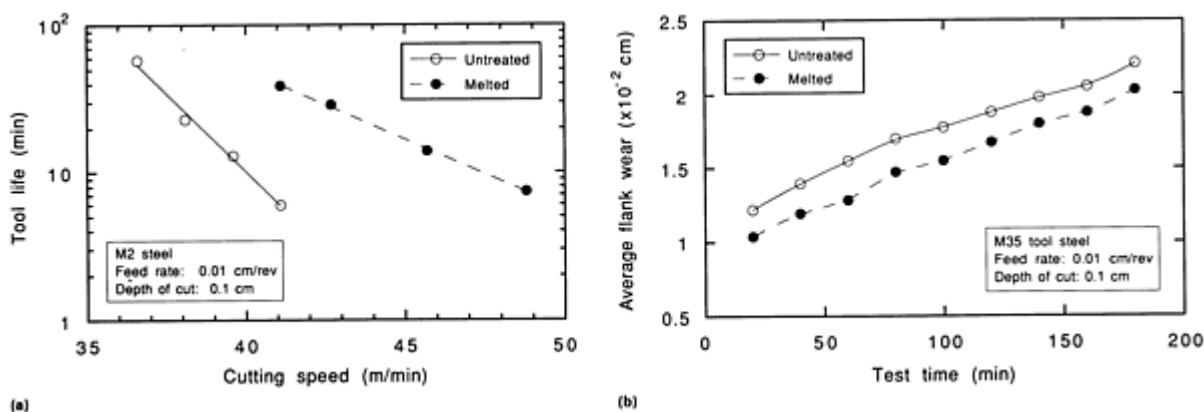 10²
10
1
Tool life (min)
Untreated
Melted
M2 steel
Feed rate: 0.01 cm/rev
Depth of cut: 0.1 cm
35 40 45 50
Cutting speed (m/min)
(a)
2.5
2
1.5
1
0.5
Average flank wear (x10⁻² cm)
Untreated
Melted
M35 tool steel
Feed rate: 0.01 cm/rev
Depth of cut: 0.1 cm
0 50 100 150 200
Test time (min)
(b)